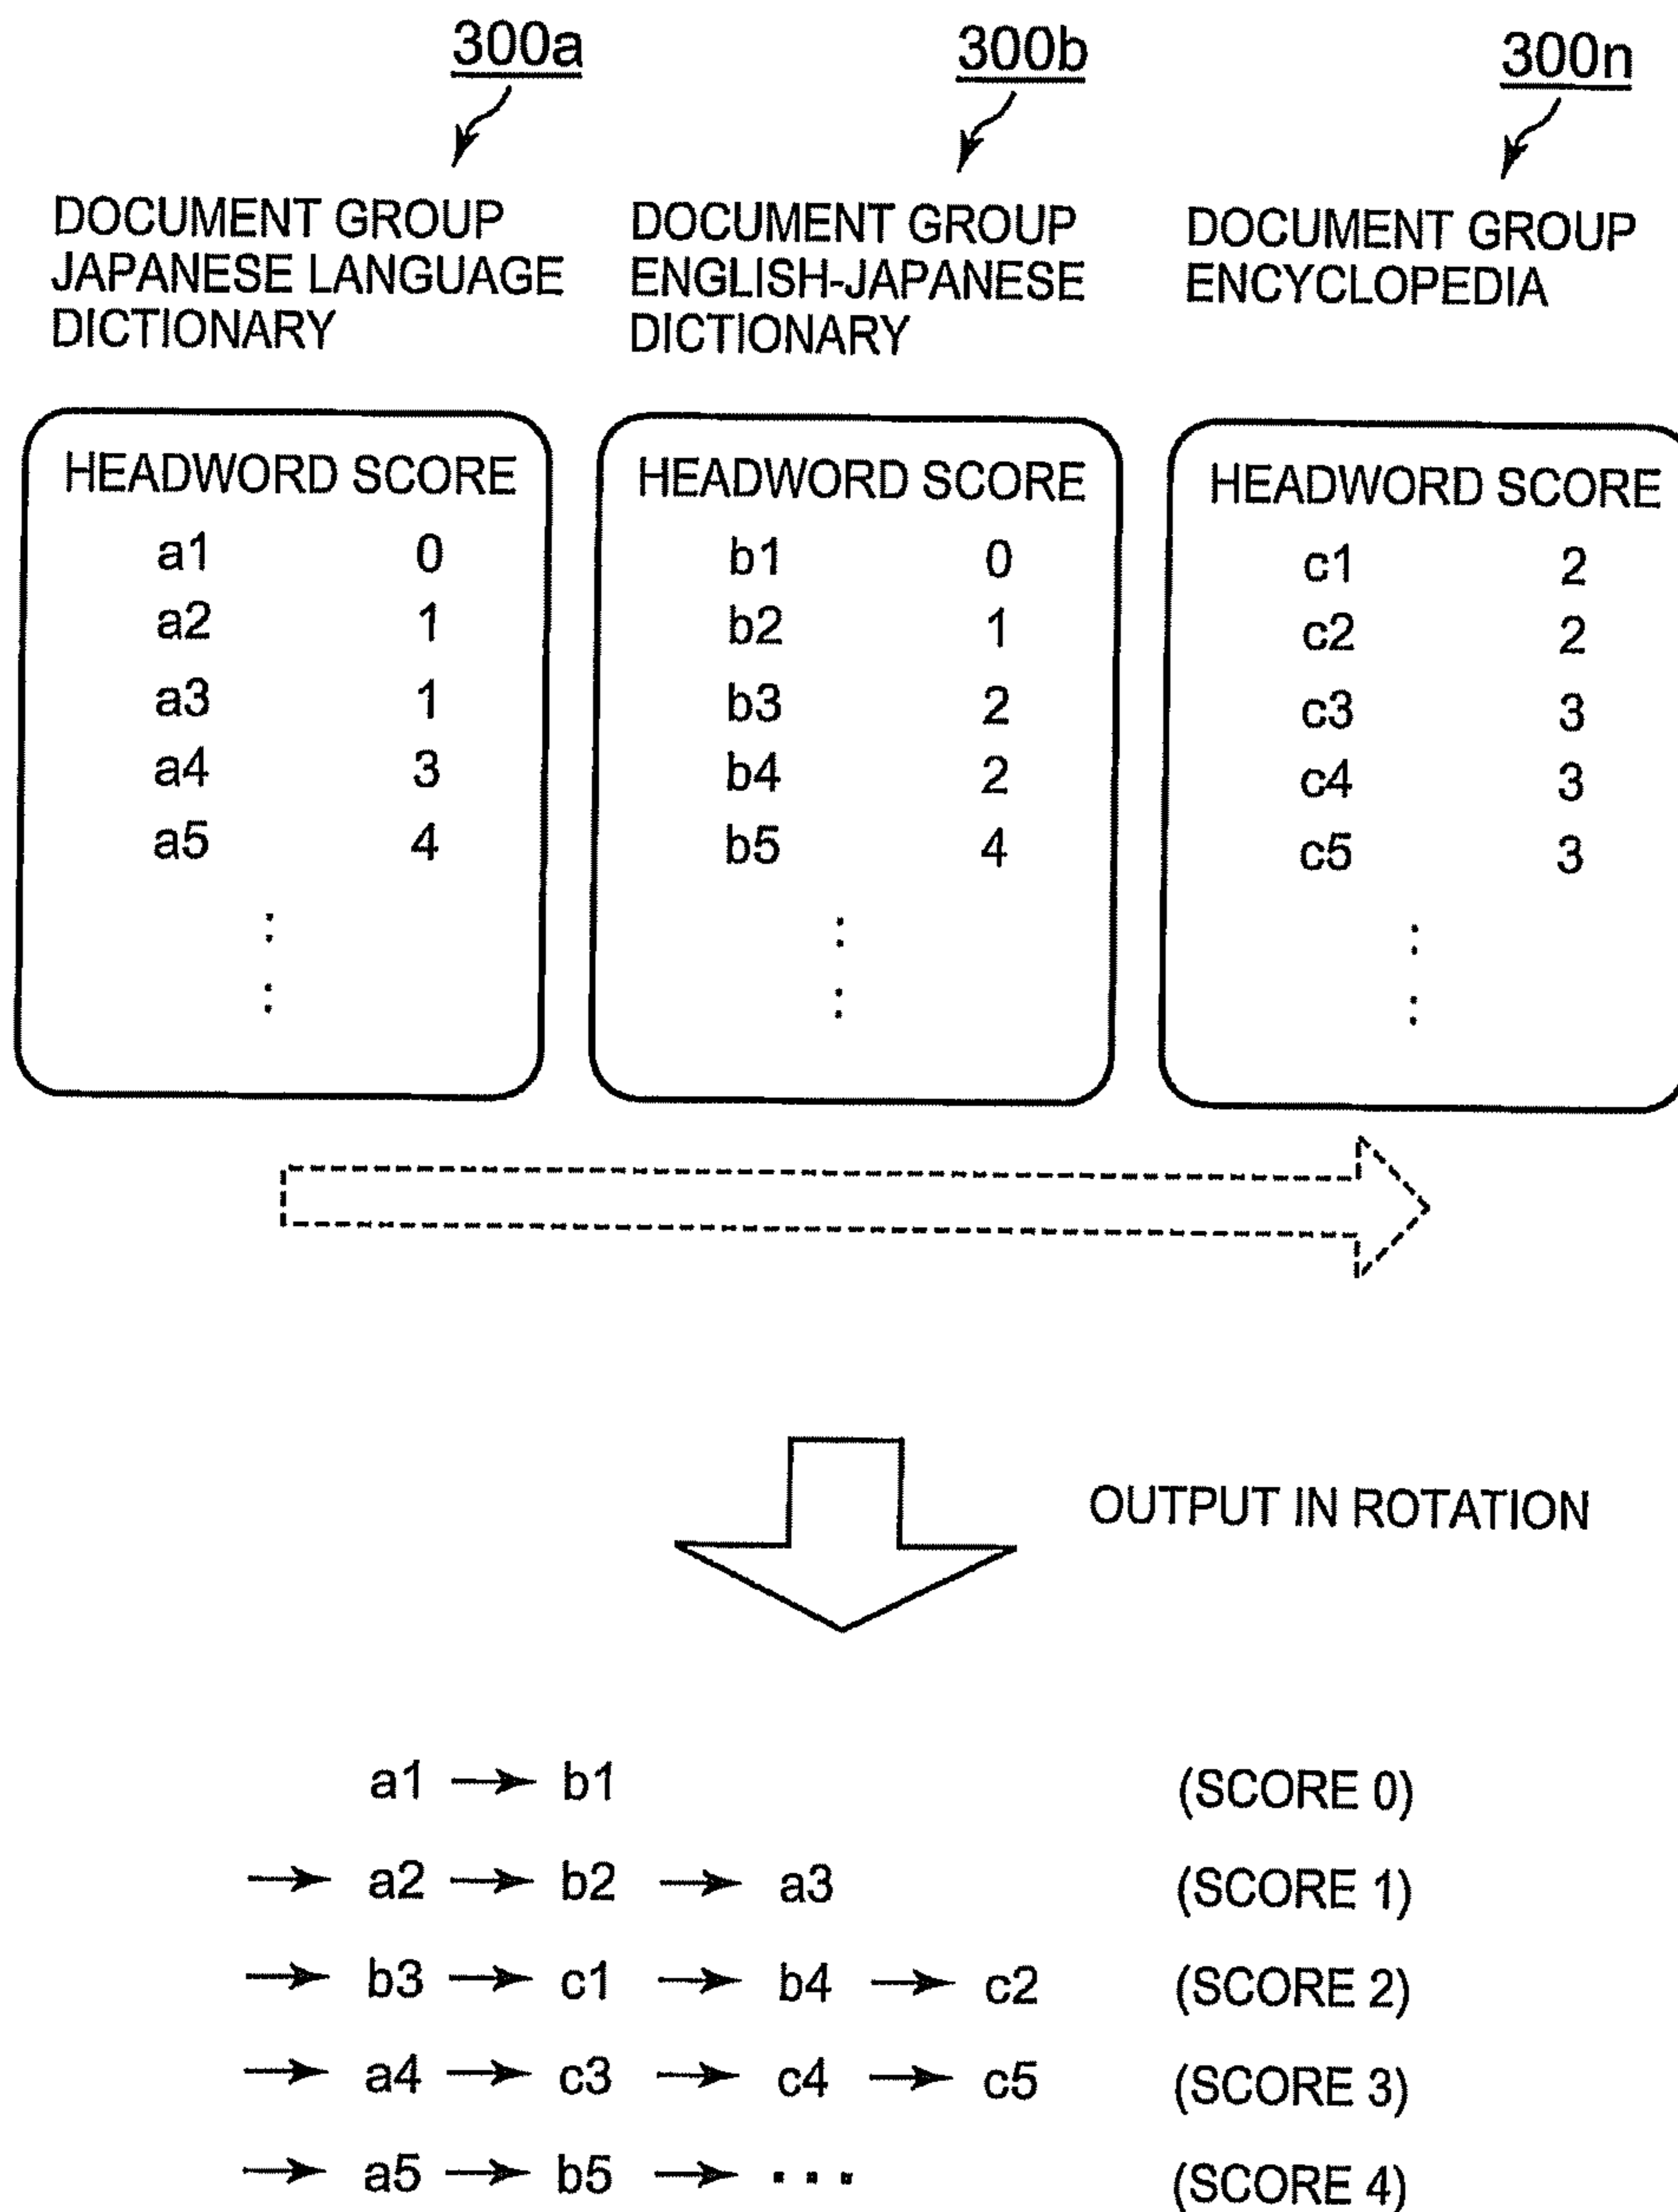 300a 300b 300n
DOCUMENT GROUP JAPANESE LANGUAGE DICTIONARY
DOCUMENT GROUP ENGLISH-JAPANESE DICTIONARY
DOCUMENT GROUP ENCYCLOPEDIA
HEADWORD SCORE
a1 0
a2 1
a3 1
a4 3
a5 4
:
:
HEADWORD SCORE
b1 0
b2 1
b3 2
b4 2
b5 4
:
:
HEADWORD SCORE
c1 2
c2 2
c3 3
c4 3
c5 3
:
:
OUTPUT IN ROTATION
a1 → b1 (SCORE 0)
→ a2 → b2 → a3 (SCORE 1)
→ b3 → c1 → b4 → c2 (SCORE 2)
→ a4 → c3 → c4 → c5 (SCORE 3)
→ a5 → b5 → ... (SCORE 4)